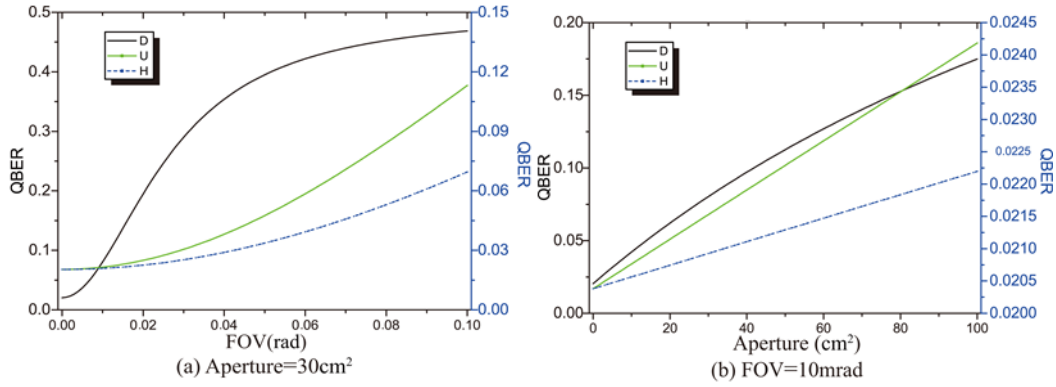 0.5
0.4
0.3
0.2
0.1
0.0
QBER
D
U
H
0.15
0.12
0.09
0.06
0.03
0.00
QBER
0.00 0.02 0.04 0.06 0.08 0.10
FOV(rad)
(a) Aperture=30cm²
0.20
0.15
0.10
0.05
0.00
QBER
D
U
H
0.0245
0.0240
0.0235
0.0230
0.0225
0.0220
0.0215
0.0210
0.0205
0.0200
QBER
0 20 40 60 80 100
Aperture (cm²)
(b) FOV=10mrad